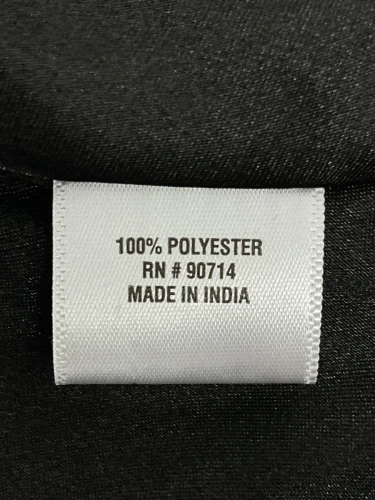 100% POLYESTER
RN # 90714
MADE IN INDIA